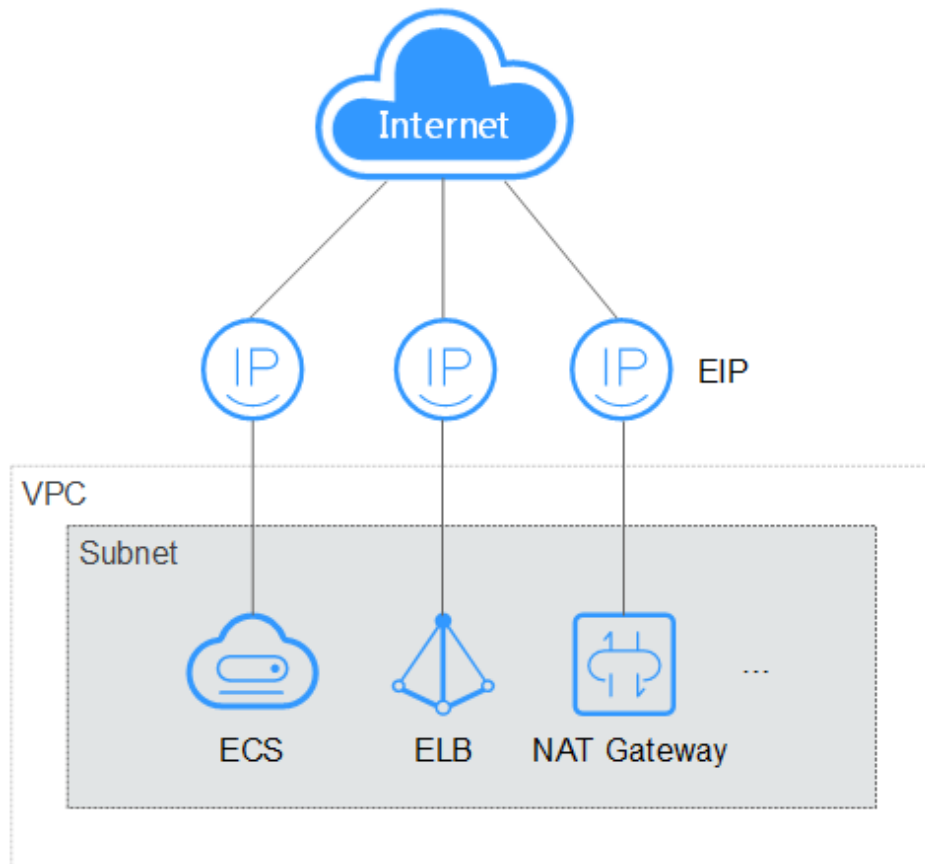 Internet
IP
IP
IP
EIP
VPC
Subnet
...
ECS
ELB
NAT Gateway